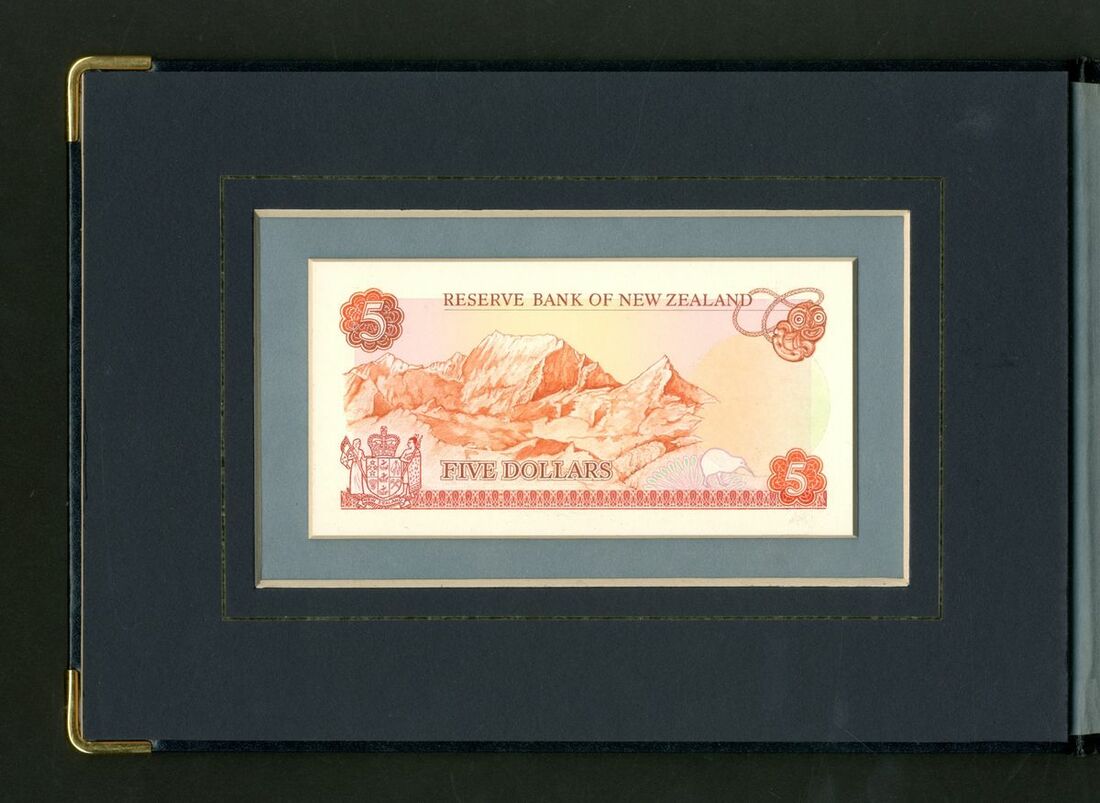 5
RESERVE BANK OF NEW ZEALAND
FIVE DOLLARS
5